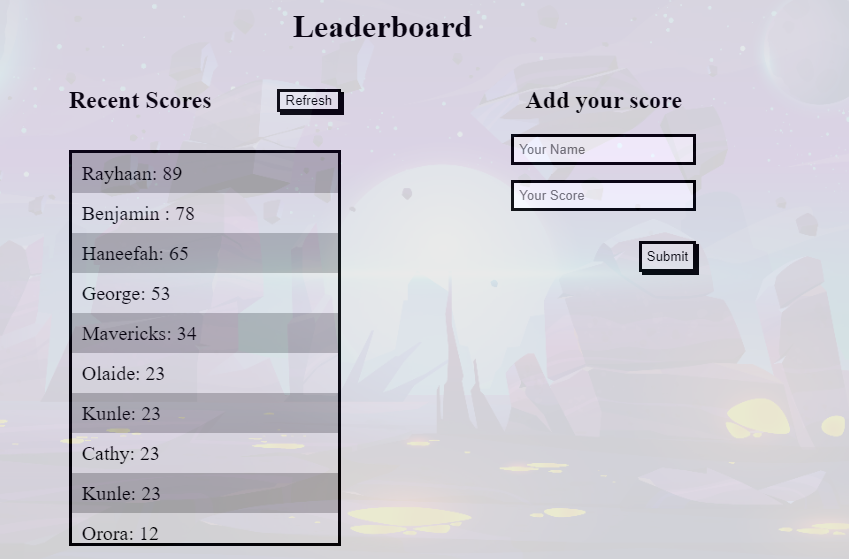 Leaderboard
Recent Scores
Refresh
Rayhaan: 89
Benjamin : 78
Haneefah: 65
George: 53
Mavericks: 34
Olaide: 23
Kunle: 23
Cathy: 23
Kunle: 23
Orora: 12
Add your score
Your Name
Your Score
Submit